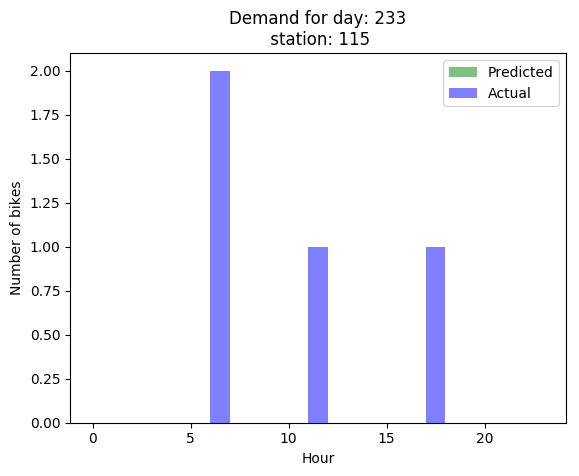 Demand for day: 233
station: 115
Predicted
Actual
Number of bikes
2.00
1.75
1.50
1.25
1.00
0.75
0.50
0.25
0.00
0 5 10 15 20
Hour